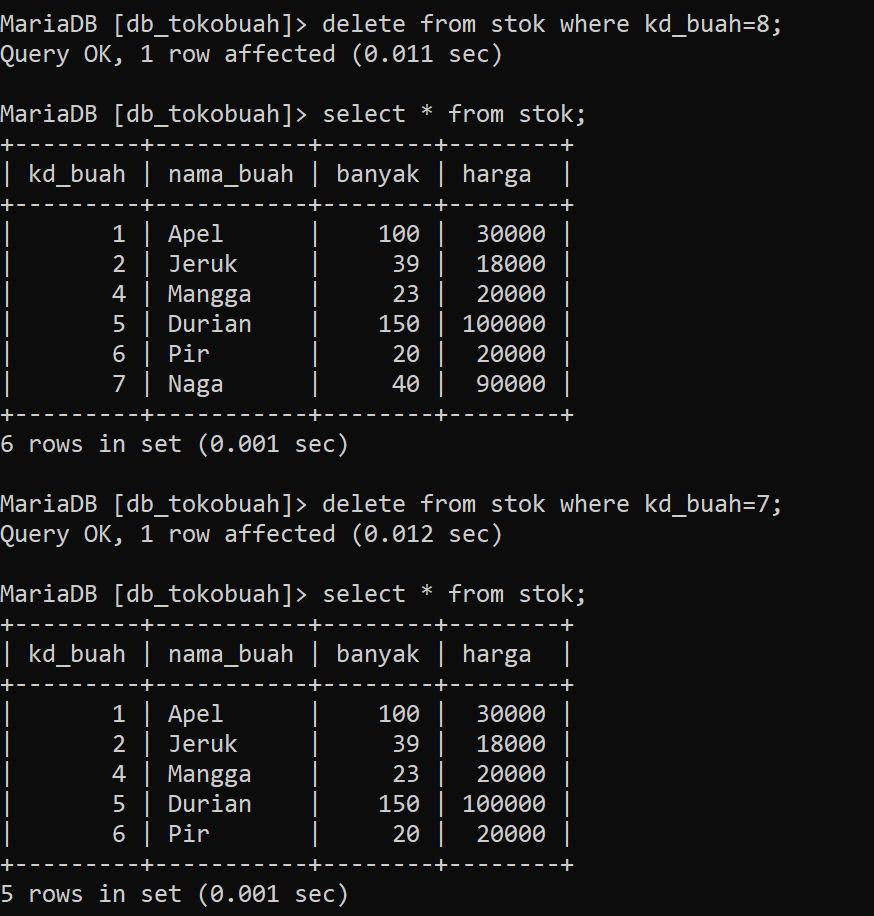 MariaDB [db_tokobuah]> delete from stok where kd_buah=8;
Query OK, 1 row affected (0.011 sec)
MariaDB [db_tokobuah]> select * from stok;
+---------+-----------+--------+--------+
| kd_buah | nama_buah | banyak | harga  |
+---------+-----------+--------+--------+
|       1 | Apel      |    100 |  30000 |
|       2 | Jeruk     |     39 |  18000 |
|       4 | Mangga    |     23 |  20000 |
|       5 | Durian    |    150 | 100000 |
|       6 | Pir       |     20 |  20000 |
|       7 | Naga      |     40 |  90000 |
+---------+-----------+--------+--------+
6 rows in set (0.001 sec)
MariaDB [db_tokobuah]> delete from stok where kd_buah=7;
Query OK, 1 row affected (0.012 sec)
MariaDB [db_tokobuah]> select * from stok;
+---------+-----------+--------+--------+
| kd_buah | nama_buah | banyak | harga  |
+---------+-----------+--------+--------+
|       1 | Apel      |    100 |  30000 |
|       2 | Jeruk     |     39 |  18000 |
|       4 | Mangga    |     23 |  20000 |
|       5 | Durian    |    150 | 100000 |
|       6 | Pir       |     20 |  20000 |
+---------+-----------+--------+--------+
5 rows in set (0.001 sec)